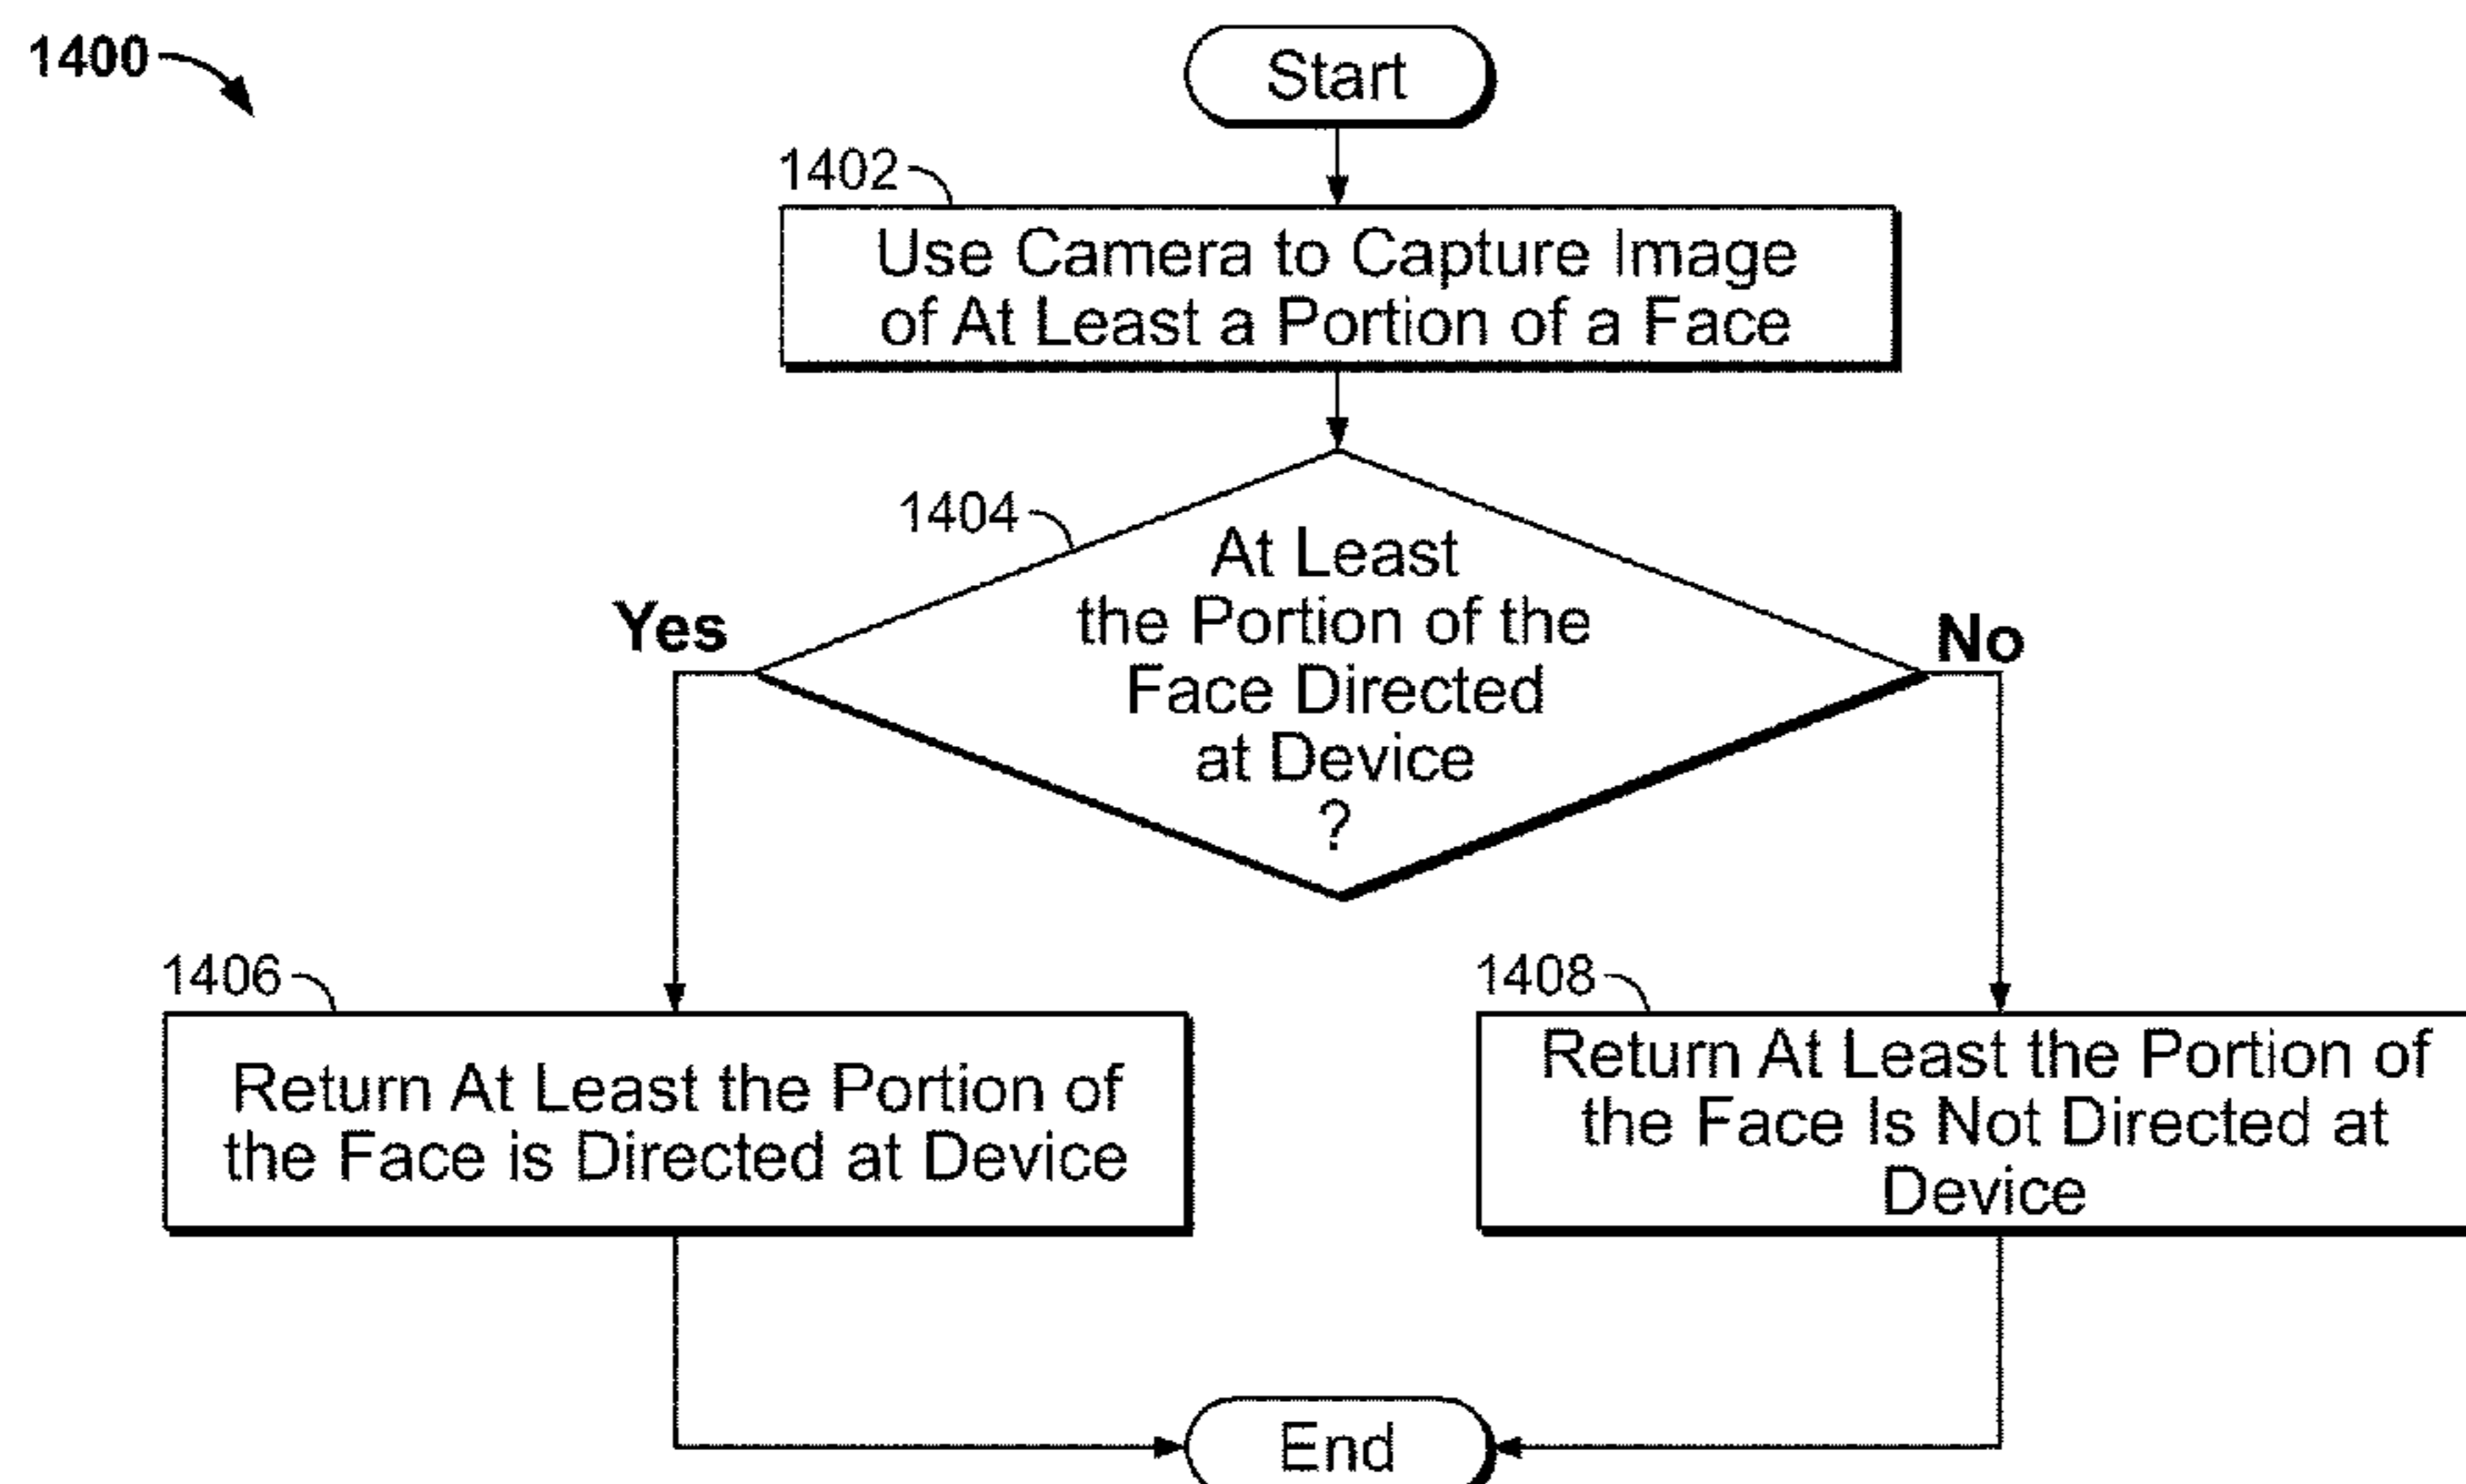 1400
Start
1402
Use Camera to Capture Image
of At Least a Portion of a Face
1404
At Least
the Portion of the
Face Directed
at Device
?
Yes
No
1406
Return At Least the Portion of
the Face is Directed at Device
1408
Return At Least the Portion of
the Face Is Not Directed at
Device
End